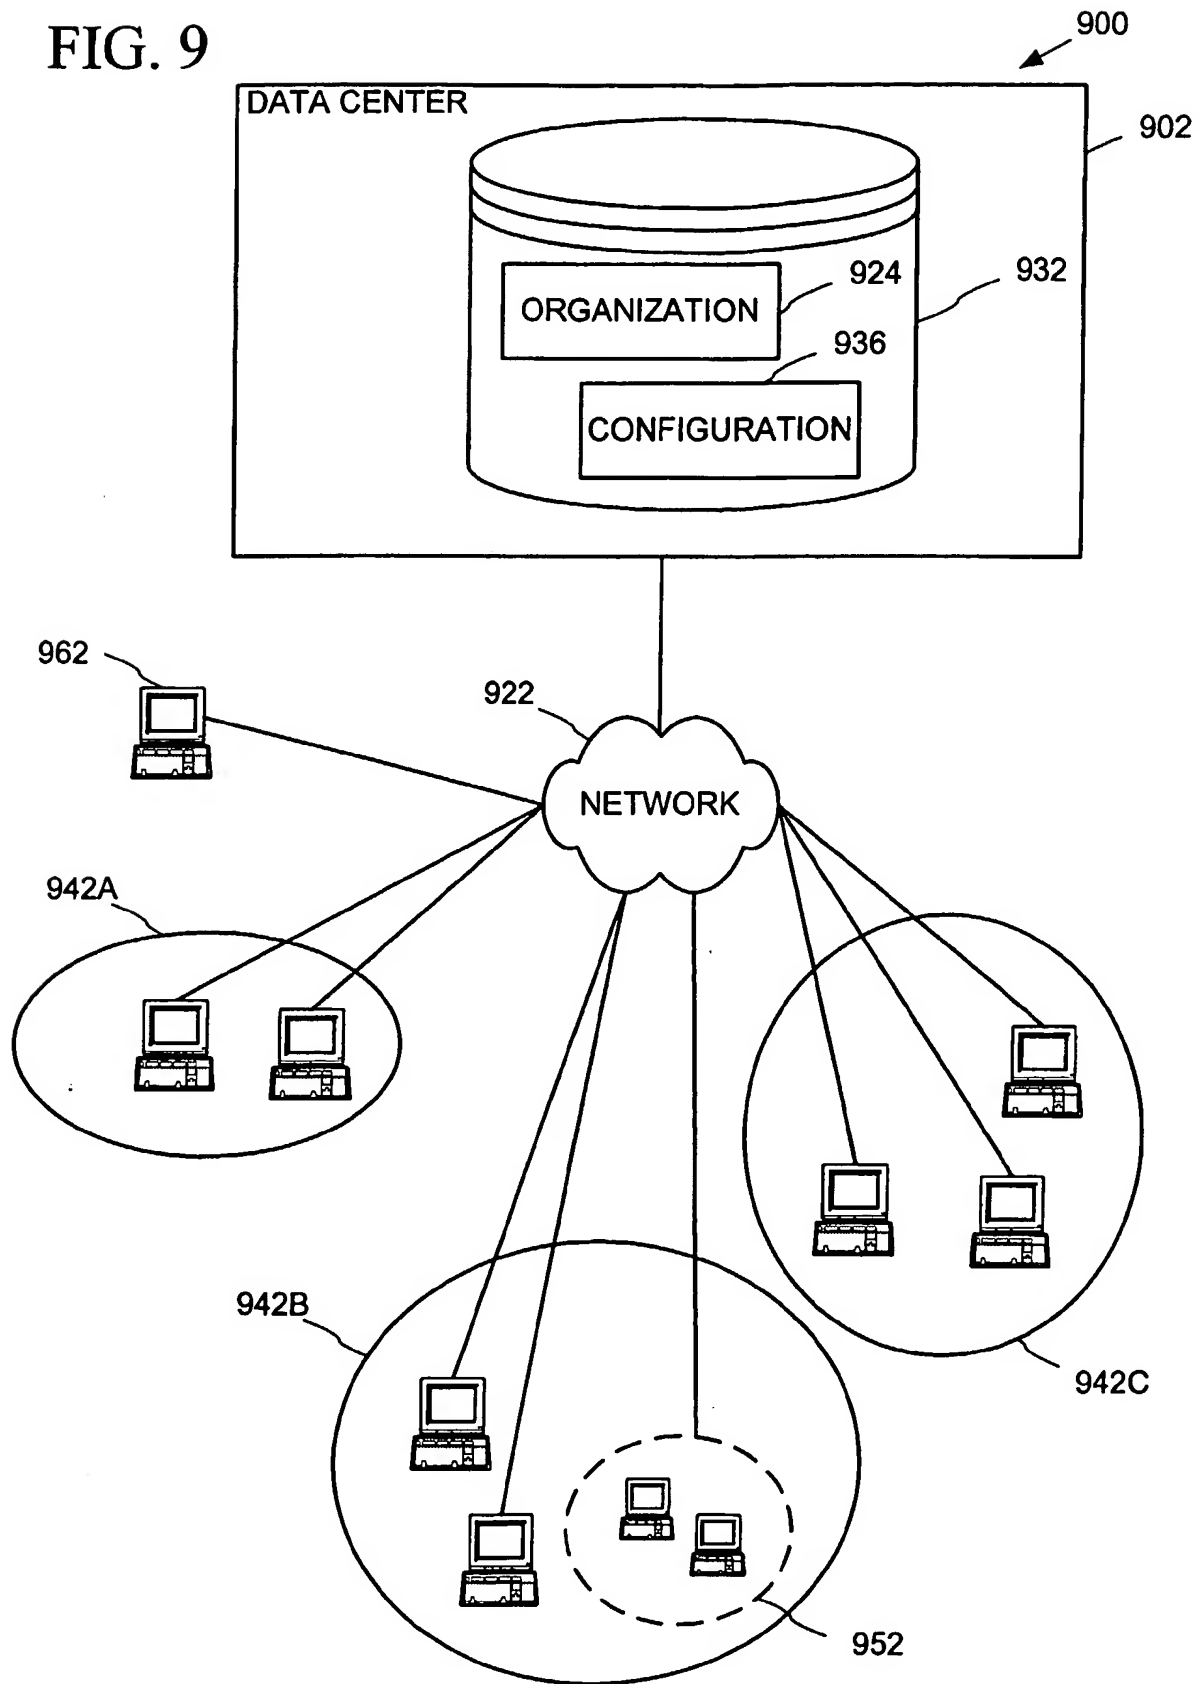 FIG. 9
900
DATA CENTER
902
924
932
ORGANIZATION
936
CONFIGURATION
962
922
NETWORK
942A
942B
942C
952